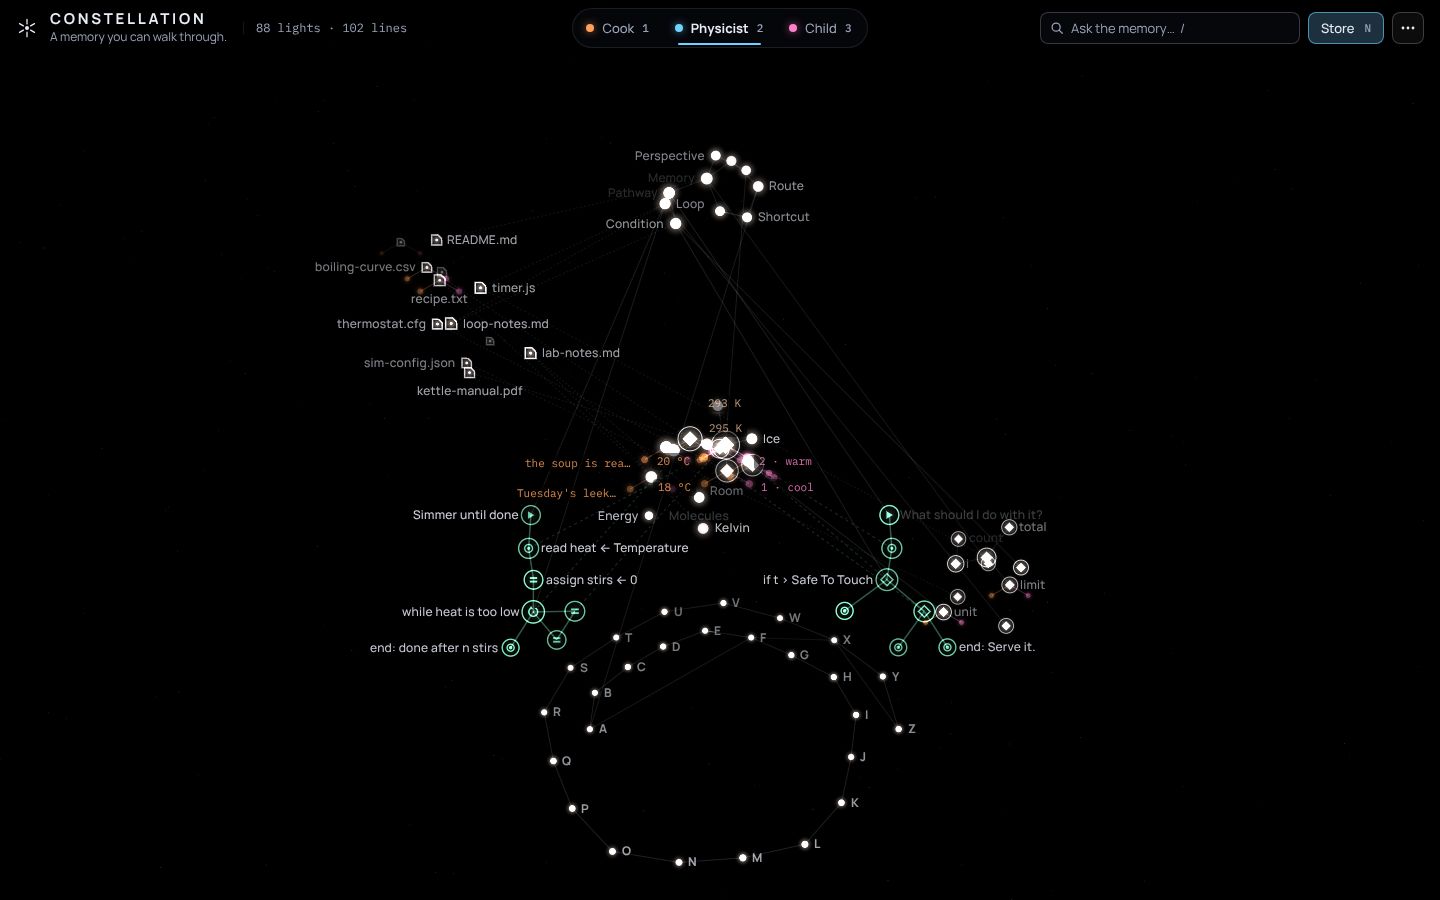 CONSTELLATION
A memory you can walk through.
88 lights · 102 lines
Cook 1
Physicist 2
Child 3
Ask the memory… /
Store N
Perspective
Memory
Pathway
Route
Loop
Shortcut
Condition
README.md
boiling-curve.csv
timer.js
recipe.txt
thermostat.cfg
loop-notes.md
lab-notes.md
sim-config.json
kettle-manual.pdf
293 K
295 K
Ice
the soup is rea…
20 °C
2 · warm
Tuesday's leek…
18 °C
Room
1 · cool
Simmer until done
Energy
Molecules
Kelvin
What should I do with it?
total
count
read heat ← Temperature
i
assign stirs ← 0
if t > Safe To Touch
limit
while heat is too low
unit
end: done after n stirs
end: Serve it.
V
U
W
T
E
F
X
D
G
S
C
H
Y
B
R
I
A
Z
Q
J
P
K
O
N
M
L